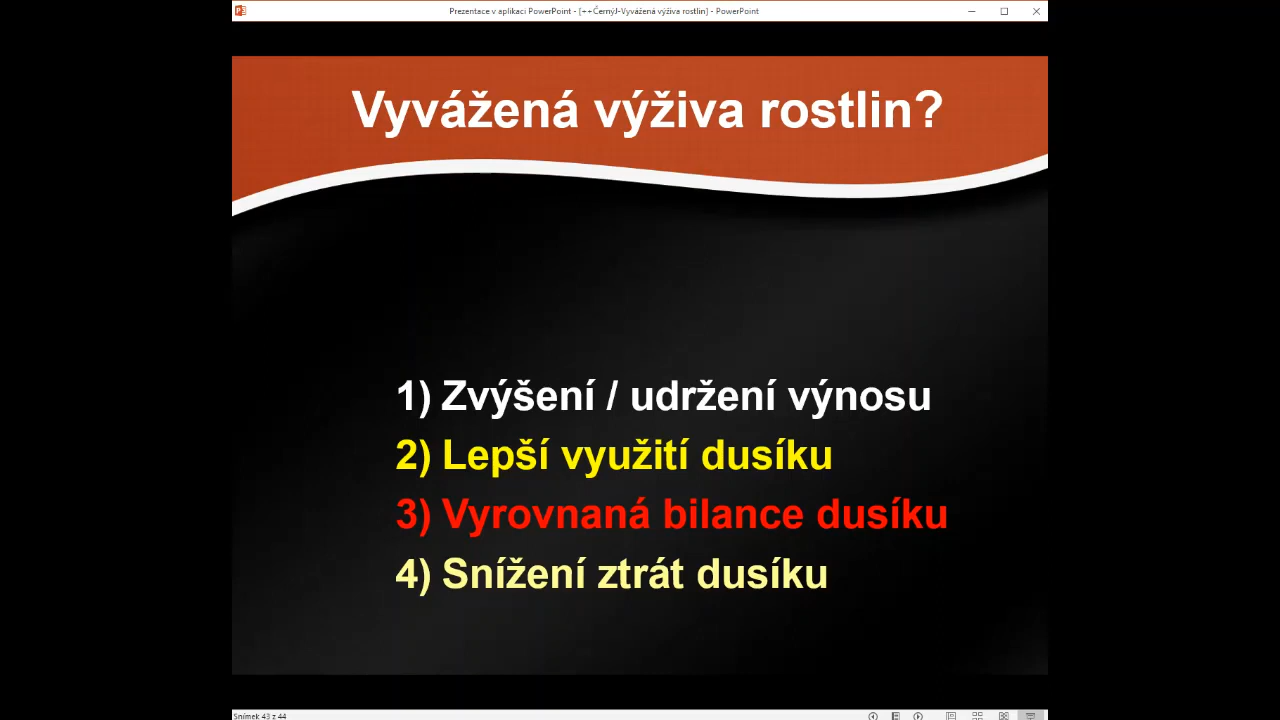 Prezentace v aplikaci PowerPoint - [++ČernýJ-Vyvážená výživa rostlin] - PowerPoint
Vyvážená výživa rostlin?
1) Zvýšení / udržení výnosu
2) Lepší využití dusíku
3) Vyrovnaná bilance dusíku
4) Snížení ztrát dusíku
Snímek 43 z 44